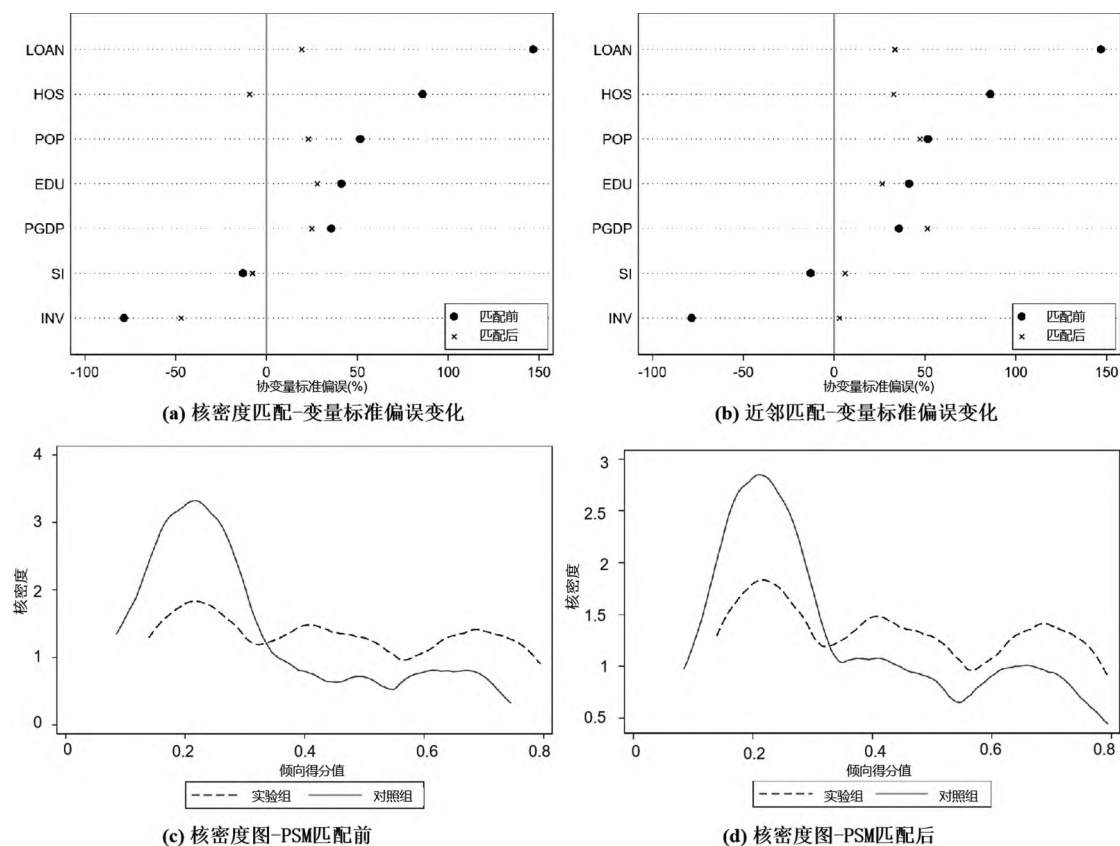 LOAN
HOS
POP
EDU
PGDP
SI
INV
匹配前
匹配后
-100 -50 0 50 100 150
协变量标准偏误(%)
(a) 核密度匹配-变量标准偏误变化
LOAN
HOS
POP
EDU
PGDP
SI
INV
匹配前
匹配后
-100 -50 0 50 100 150
协变量标准偏误(%)
(b) 近邻匹配-变量标准偏误变化
4
3
2
1
0
核密度
0 0.2 0.4 0.6 0.8
倾向得分值
实验组 对照组
(c) 核密度图-PSM匹配前
3
2.5
2
1.5
1
0.5
核密度
0 0.2 0.4 0.6 0.8
倾向得分值
实验组 对照组
(d) 核密度图-PSM匹配后